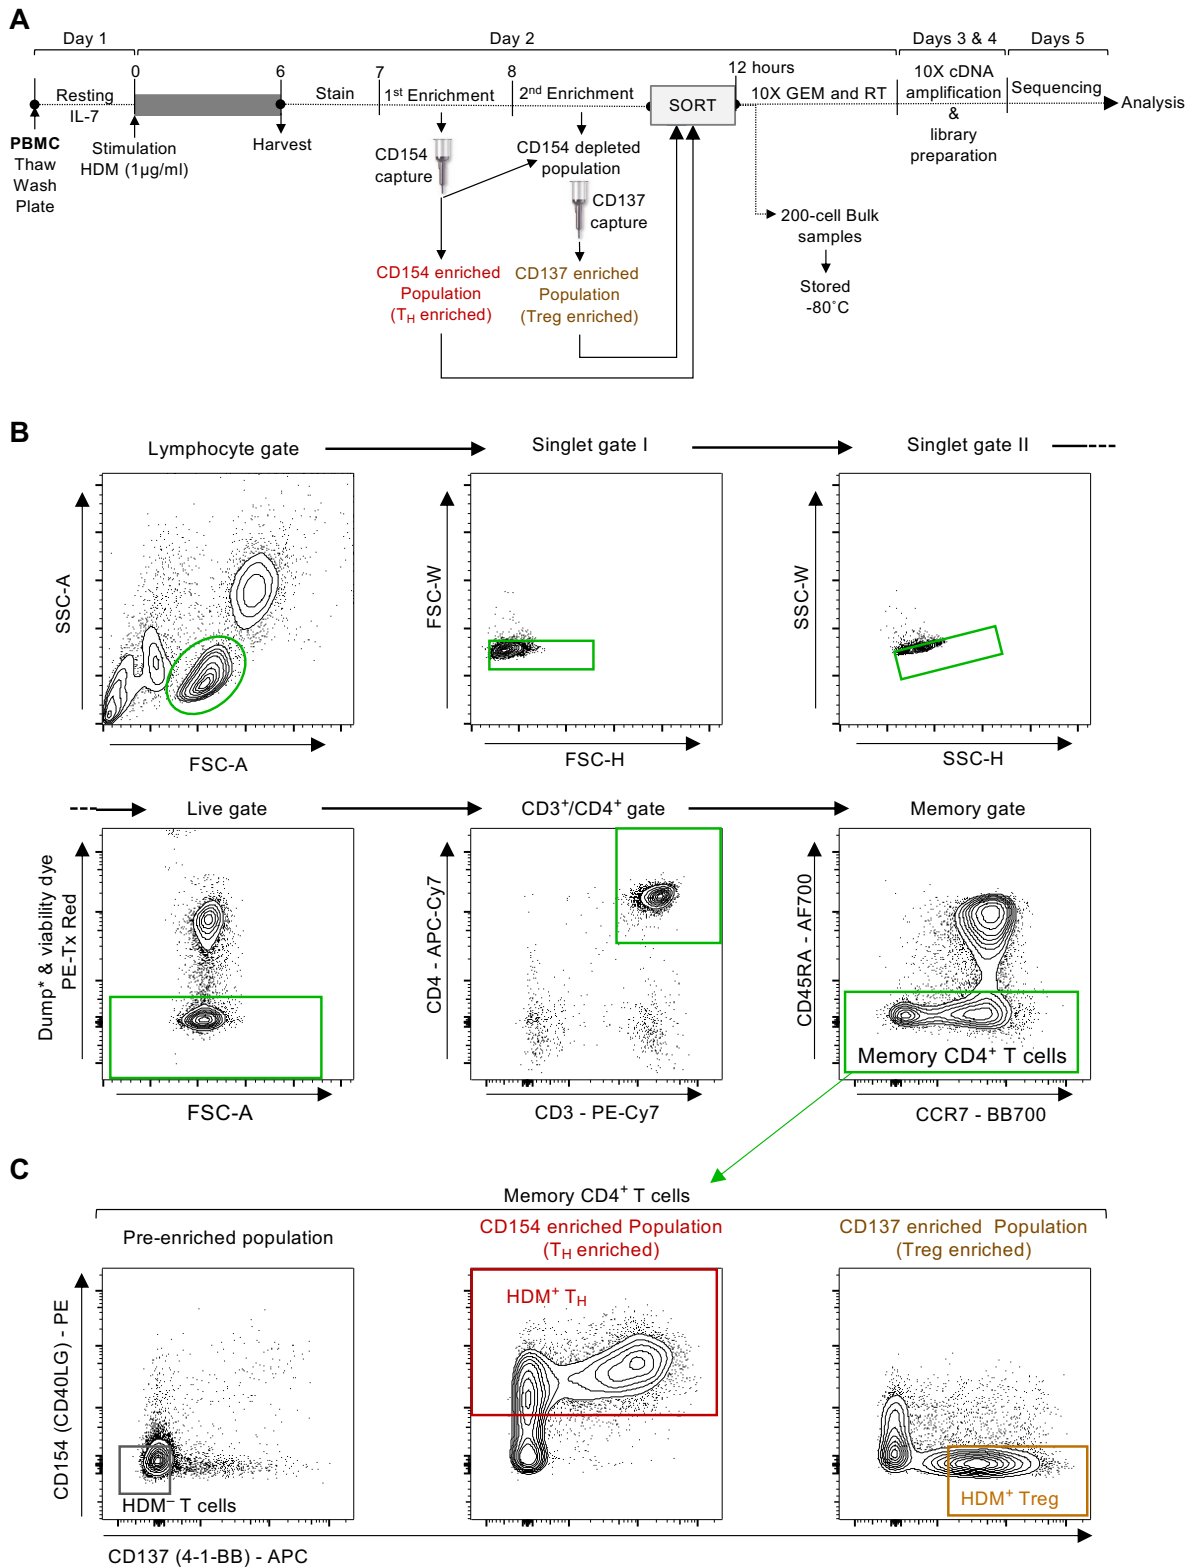 A
Day 1
Day 2
Days 3 & 4
Days 5
0
6
7
8
12 hours
Resting
IL-7
Stain
1st Enrichment
2nd Enrichment
SORT
10X GEM and RT
10X cDNA
amplification
&
library
preparation
Sequencing
Analysis
PBMC
Thaw
Wash
Plate
Stimulation
HDM (1µg/ml)
Harvest
CD154
capture
CD154 depleted
population
CD137
capture
200-cell Bulk
samples
Stored
-80˚C
CD154 enriched
Population
(TH enriched)
CD137 enriched
Population
(Treg enriched)
B
Lymphocyte gate
Singlet gate I
Singlet gate II
SSC-A
FSC-A
FSC-W
FSC-H
SSC-W
SSC-H
Live gate
CD3+/CD4+ gate
Memory gate
Dump* & viability dye
PE-Tx Red
FSC-A
CD4 - APC-Cy7
CD3 - PE-Cy7
CD45RA - AF700
Memory CD4+ T cells
CCR7 - BB700
C
Memory CD4+ T cells
Pre-enriched population
CD154 enriched Population
(TH enriched)
CD137 enriched Population
(Treg enriched)
CD154 (CD40LG) - PE
HDM– T cells
HDM+ TH
HDM+ Treg
CD137 (4-1-BB) - APC